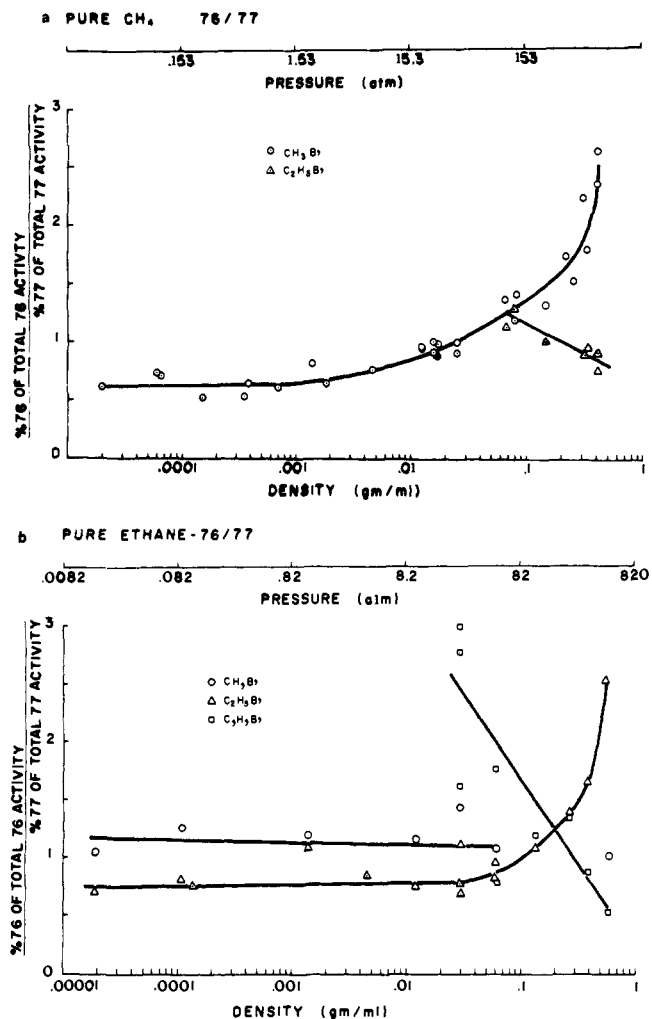 a PURE CH₄ 76/77
.153 1.53 15.3 153
PRESSURE (atm)
3
2
1
0
%76 OF TOTAL 76 ACTIVITY
%77 OF TOTAL 77 ACTIVITY
CH₃Br
C₂H₅Br
.0001 .001 .01 .1 1
DENSITY (gm/ml)
b PURE ETHANE-76/77
.0082 .082 .82 8.2 82 820
PRESSURE (atm)
3
2
1
0
%76 OF TOTAL 76 ACTIVITY
%77 OF TOTAL 77 ACTIVITY
CH₃Br
C₂H₅Br
C₃H₇Br
.00001 .0001 .001 .01 .1 1
DENSITY (gm/ml)